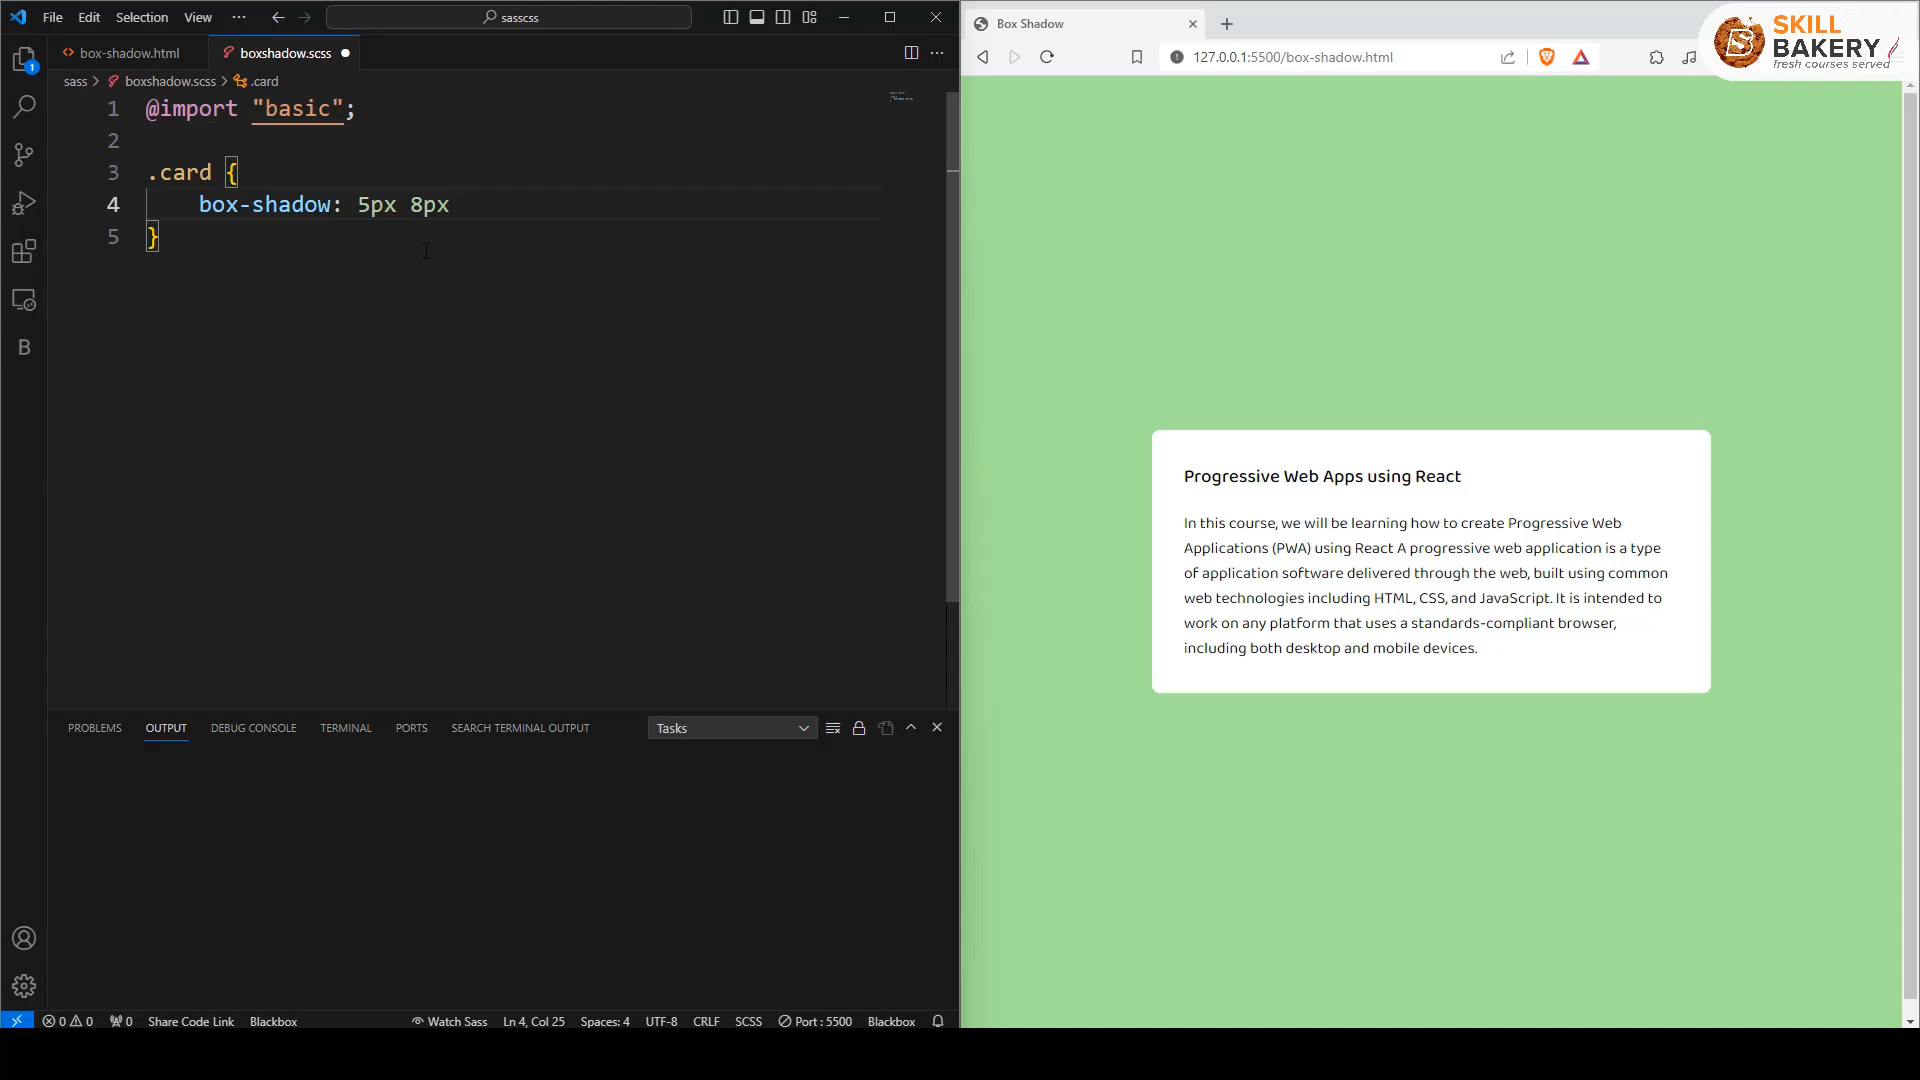 File Edit Selection View ··· sasscss
box-shadow.html boxshadow.scss
sass > boxshadow.scss > .card
1 @import "basic";
2
3 .card {
4 box-shadow: 5px 8px
5 }
PROBLEMS OUTPUT DEBUG CONSOLE TERMINAL PORTS SEARCH TERMINAL OUTPUT Tasks
B
1
0 0 0 Share Code Link Blackbox Watch Sass Ln 4, Col 25 Spaces: 4 UTF-8 CRLF SCSS Port : 5500 Blackbox
Box Shadow
127.0.0.1:5500/box-shadow.html
SKILL
BAKERY
fresh courses served
Progressive Web Apps using React
In this course, we will be learning how to create Progressive Web
Applications (PWA) using React A progressive web application is a type
of application software delivered through the web, built using common
web technologies including HTML, CSS, and JavaScript. It is intended to
work on any platform that uses a standards-compliant browser,
including both desktop and mobile devices.